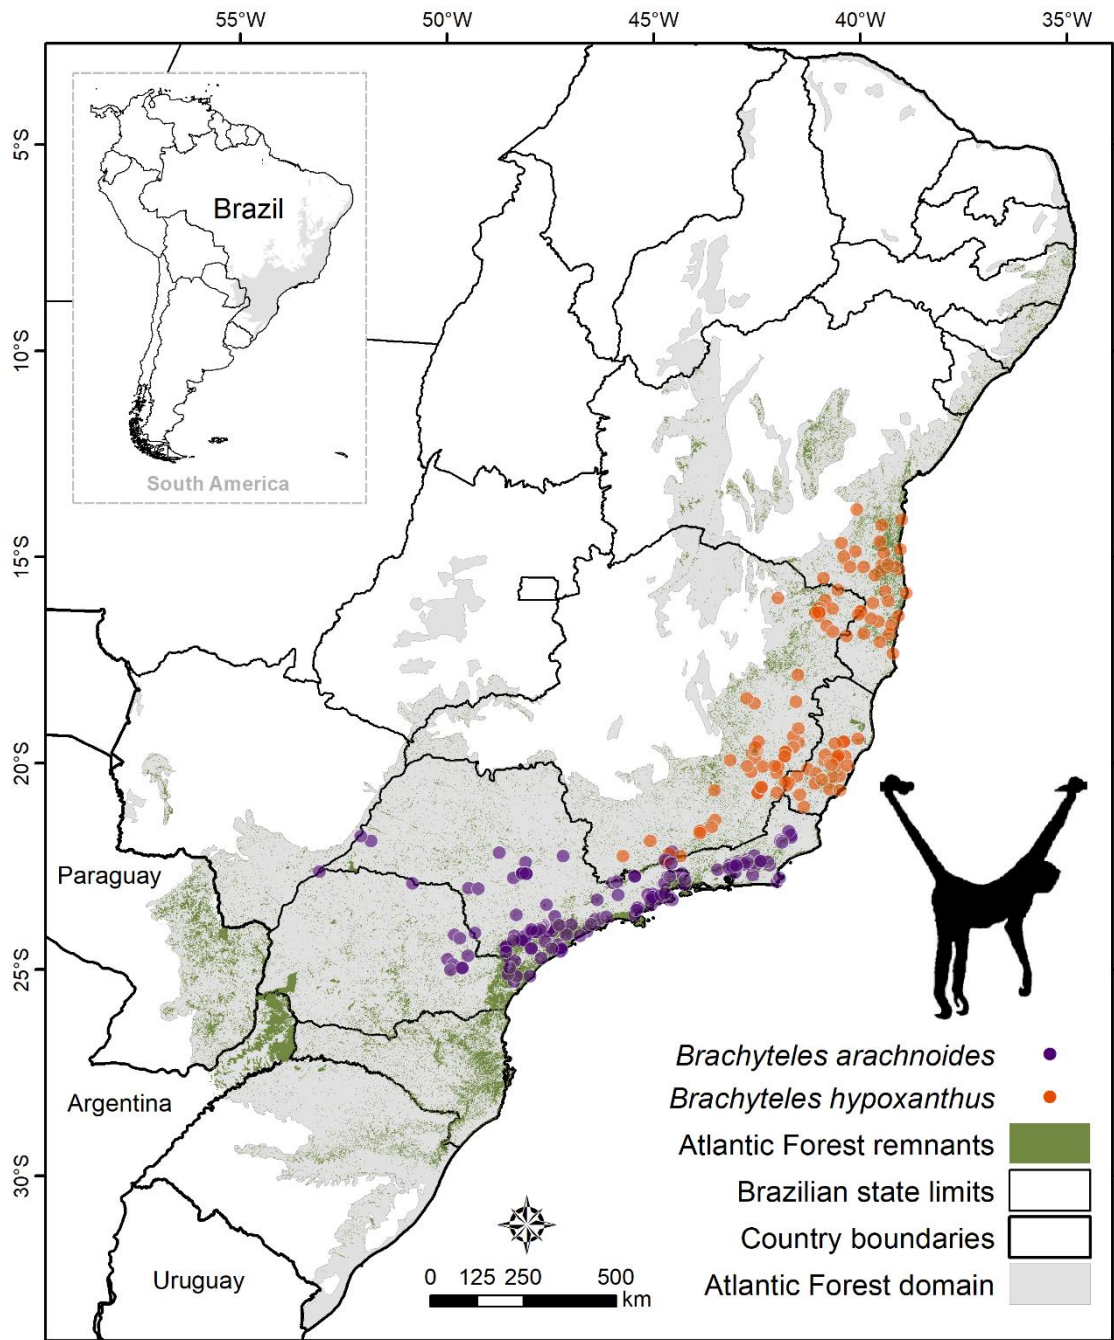 55°W 50°W 45°W 40°W 35°W
5°S
10°S
15°S
20°S
25°S
30°S
Brazil
South America
Paraguay
Argentina
Uruguay
Brachyteles arachnoides
Brachyteles hypoxanthus
Atlantic Forest remnants
Brazilian state limits
Country boundaries
Atlantic Forest domain
0 125 250 500
km